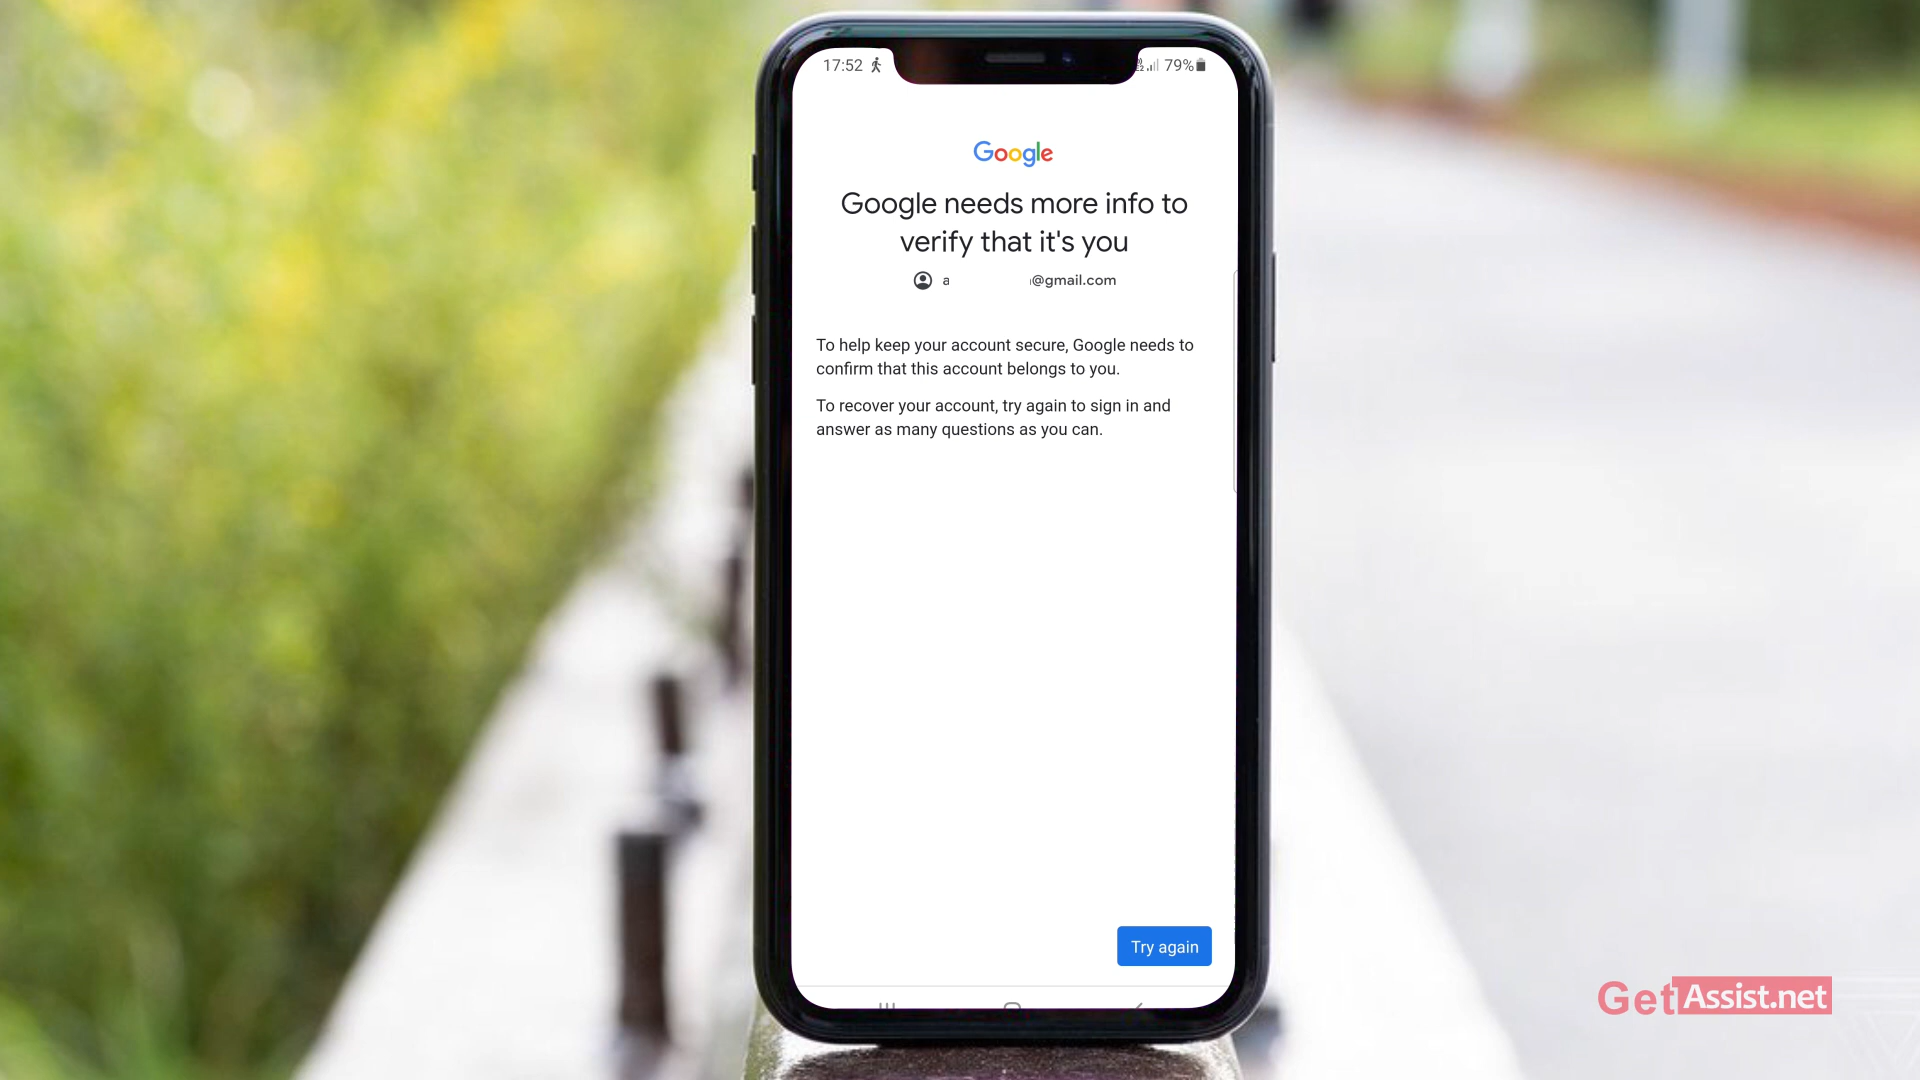 17:52 79%
Google
Google needs more info to
verify that it's you
a @gmail.com
To help keep your account secure, Google needs to
confirm that this account belongs to you.
To recover your account, try again to sign in and
answer as many questions as you can.
Try again
GetAssist.net